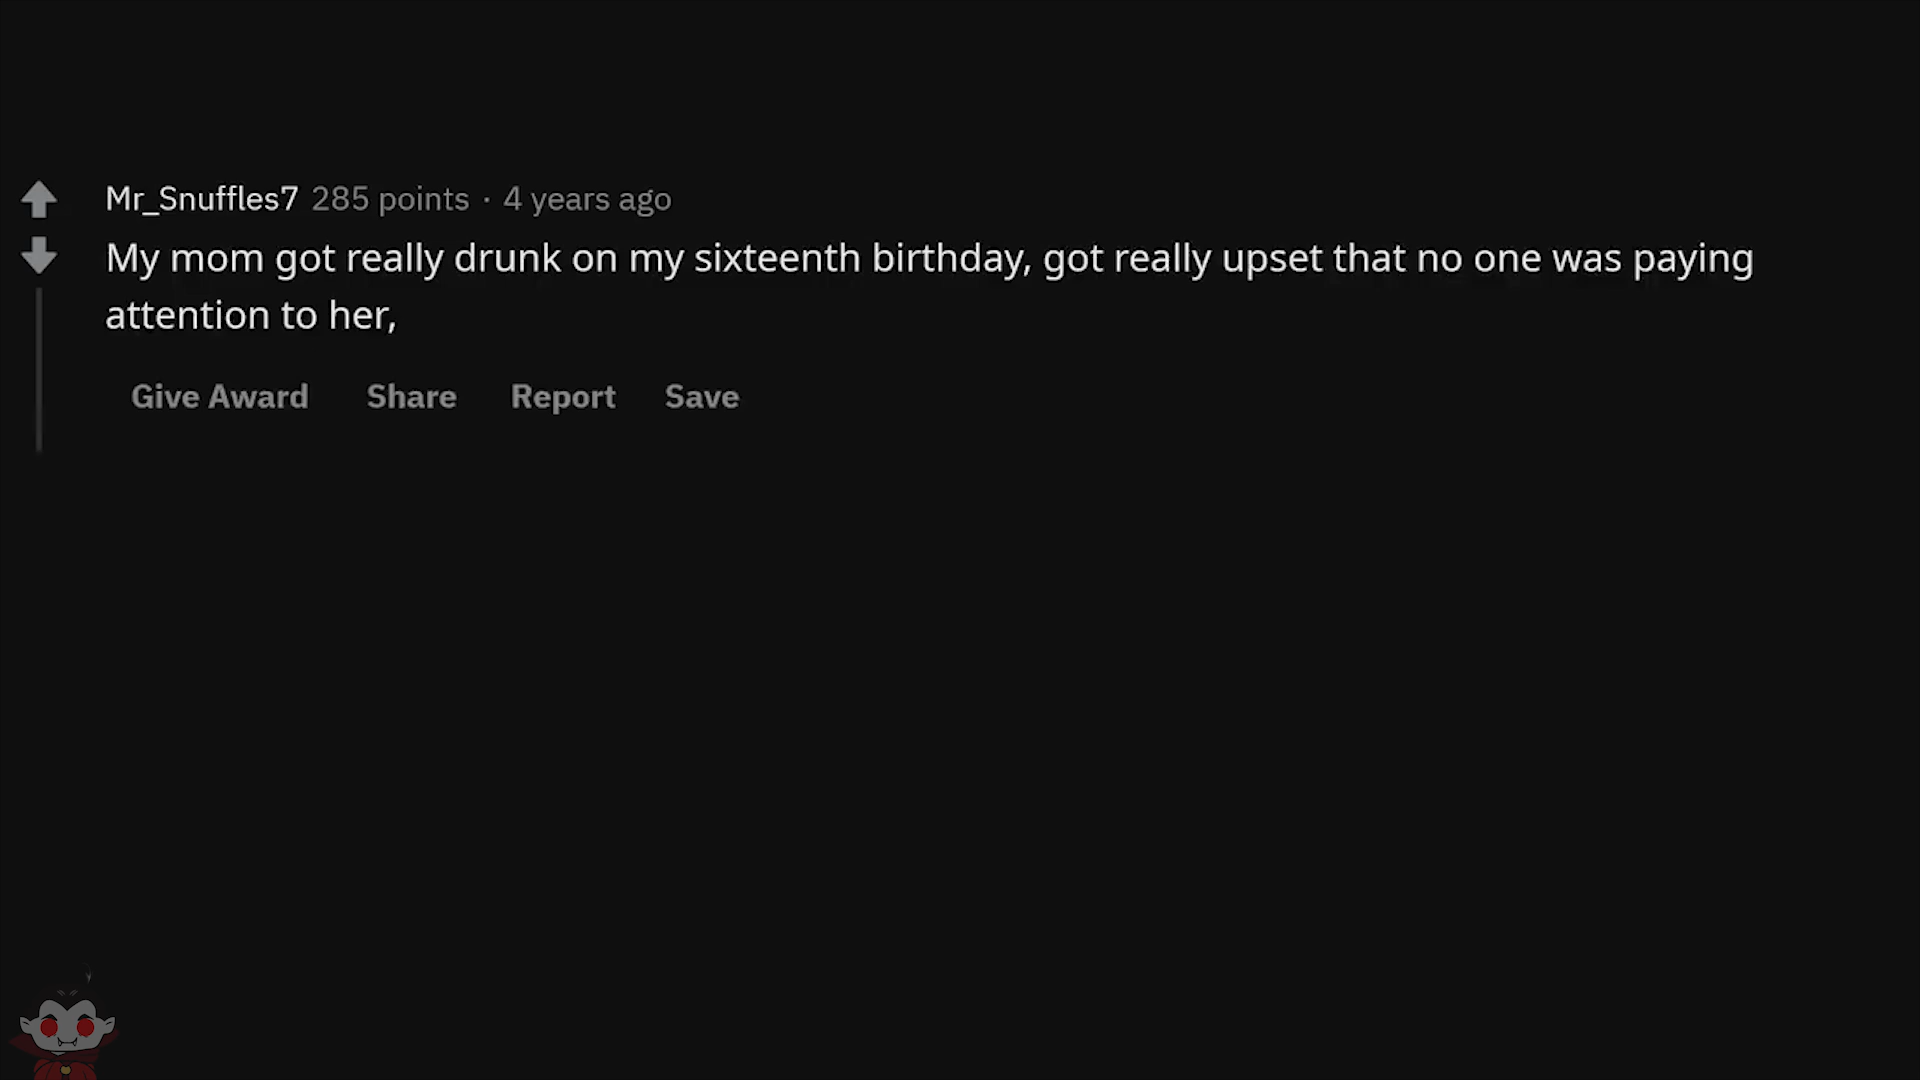 Mr_Snuffles7 285 points · 4 years ago
My mom got really drunk on my sixteenth birthday, got really upset that no one was paying
attention to her,
Give Award Share Report Save